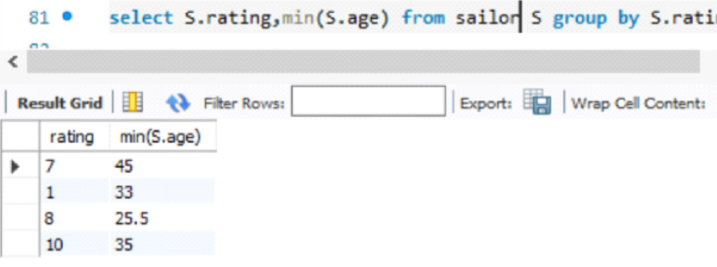 81 select S.rating,min(S.age) from sailor S group by S.
Result Grid Filter Rows: Export: Wrap Cell Content:
rating min(S.age)
7 45
1 33
8 25.5
10 35